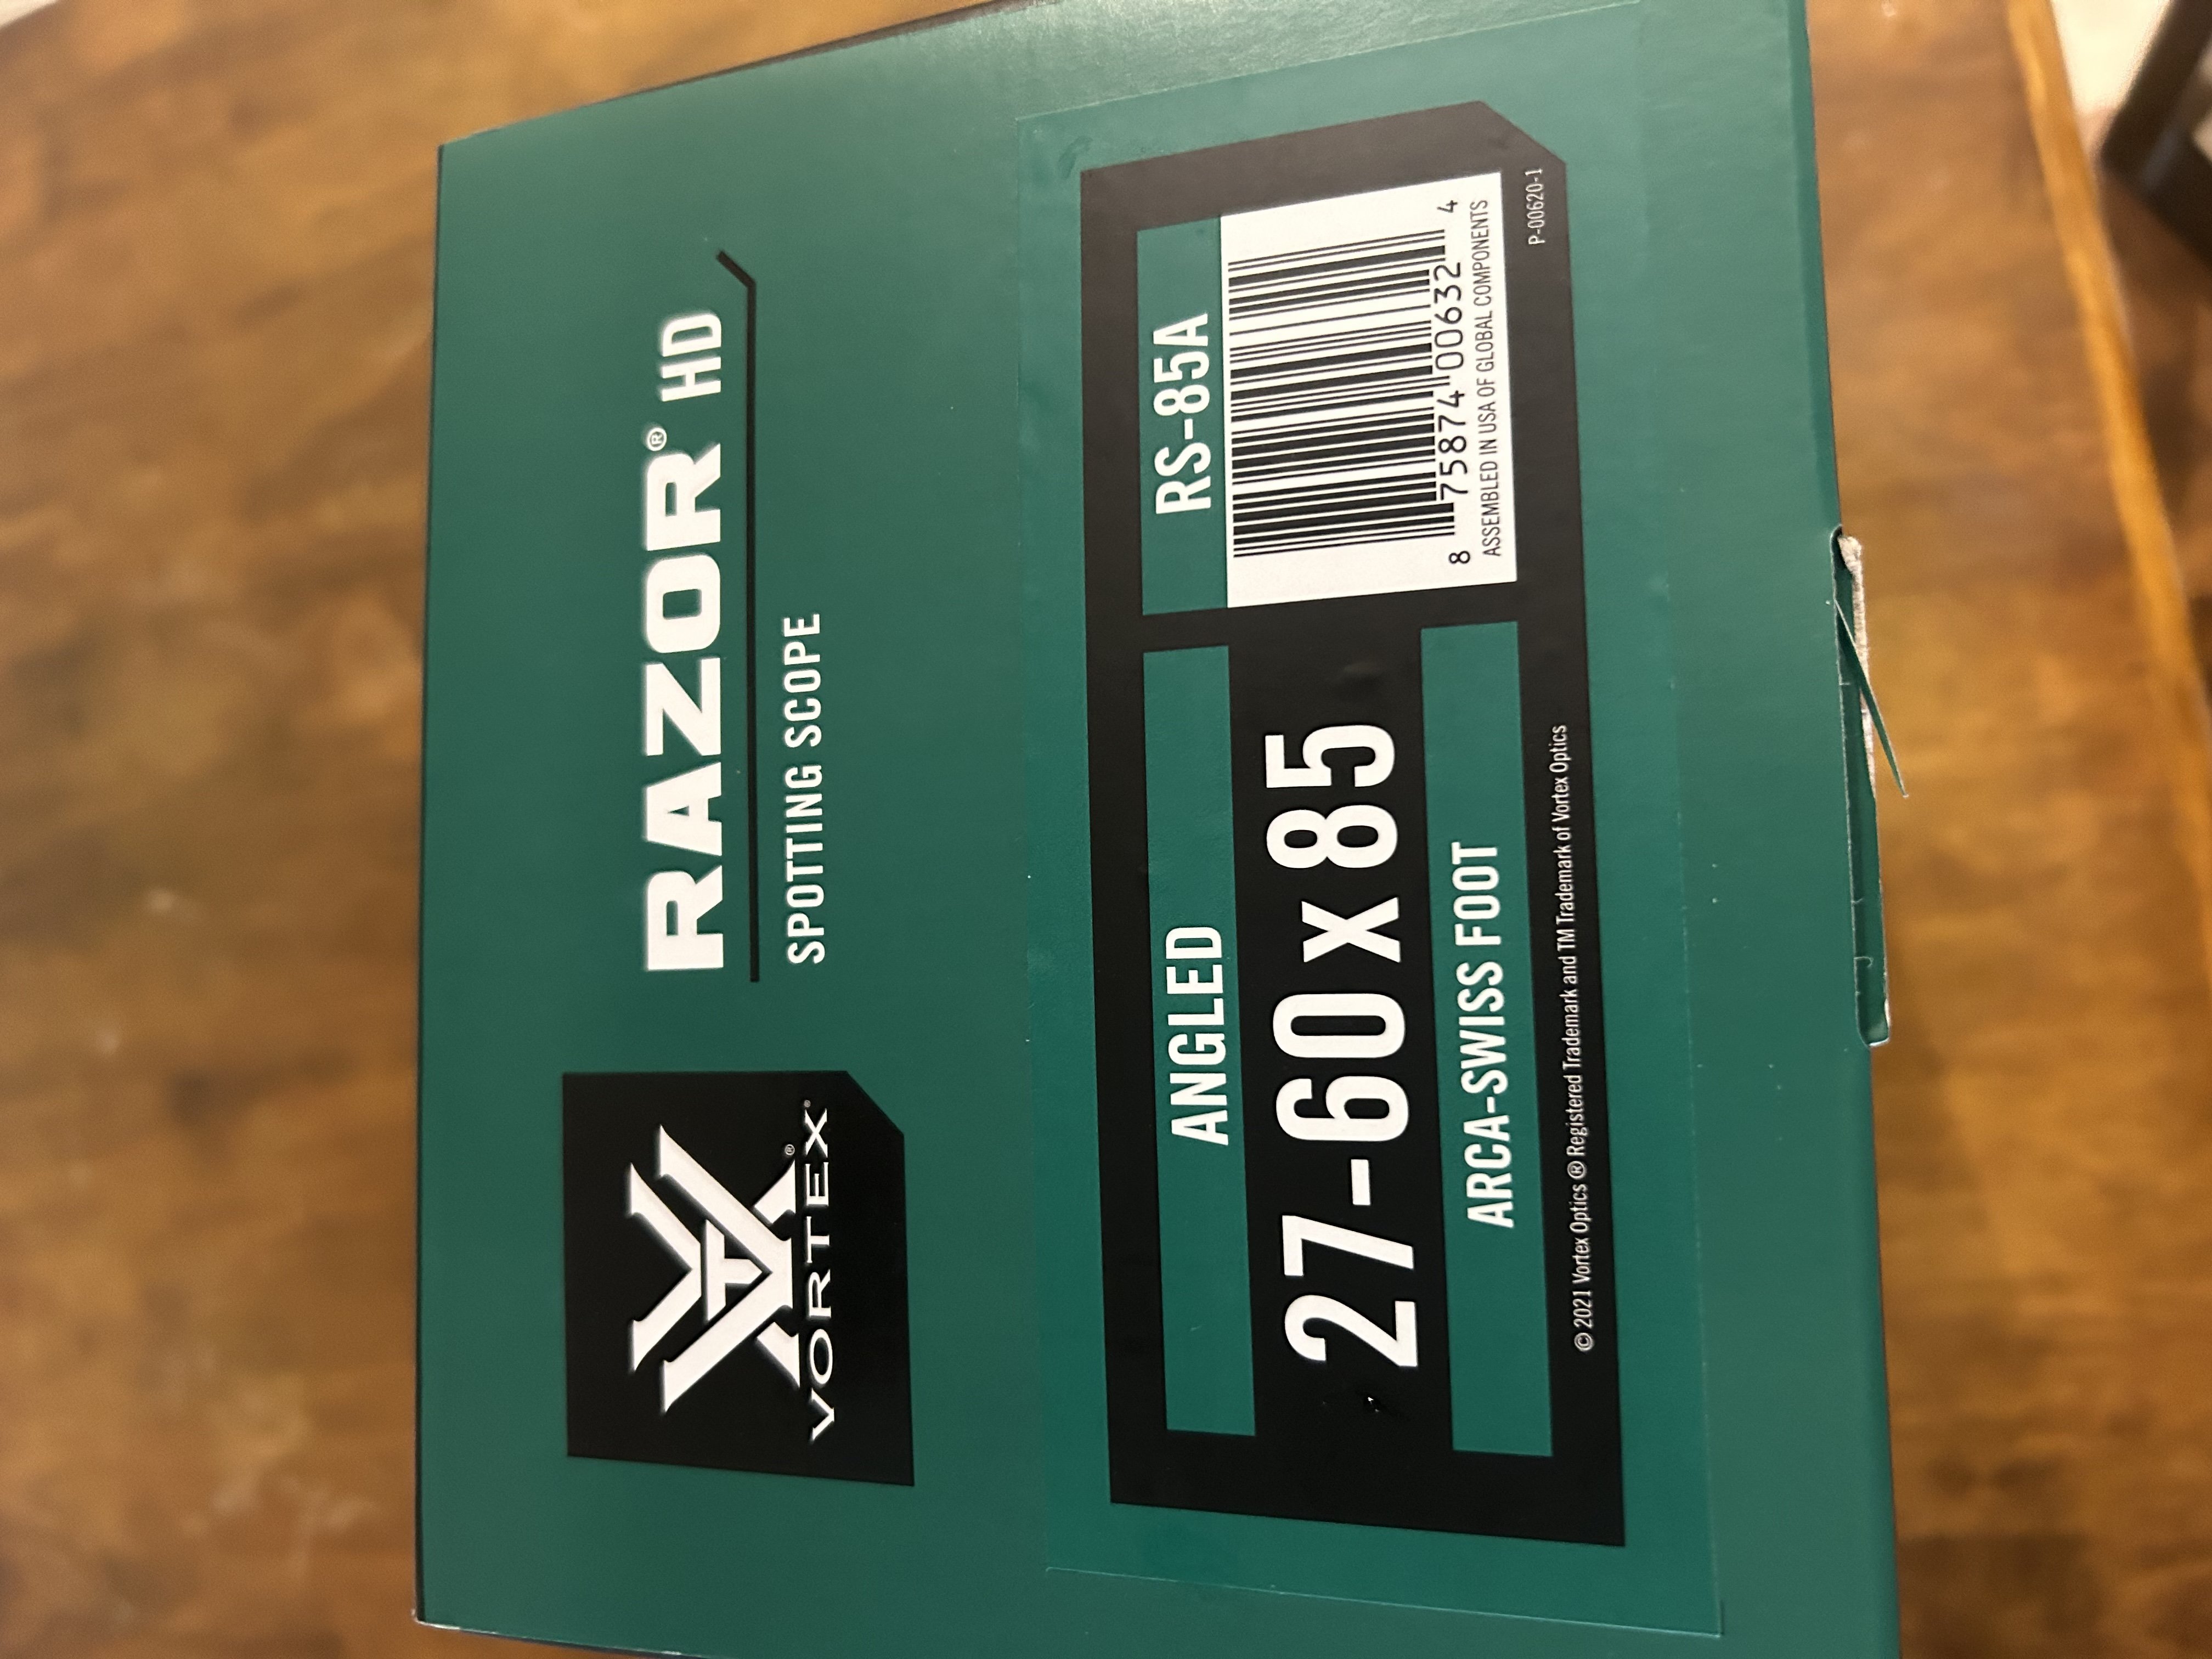 VORTEX®
RAZOR® HD
SPOTTING SCOPE
ANGLED
27-60 x 85
ARCA-SWISS FOOT
RS-85A
8 75874 00632 4
ASSEMBLED IN USA OF GLOBAL COMPONENTS
© 2021 Vortex Optics ® Registered Trademark and TM Trademark of Vortex Optics
P-00620-1